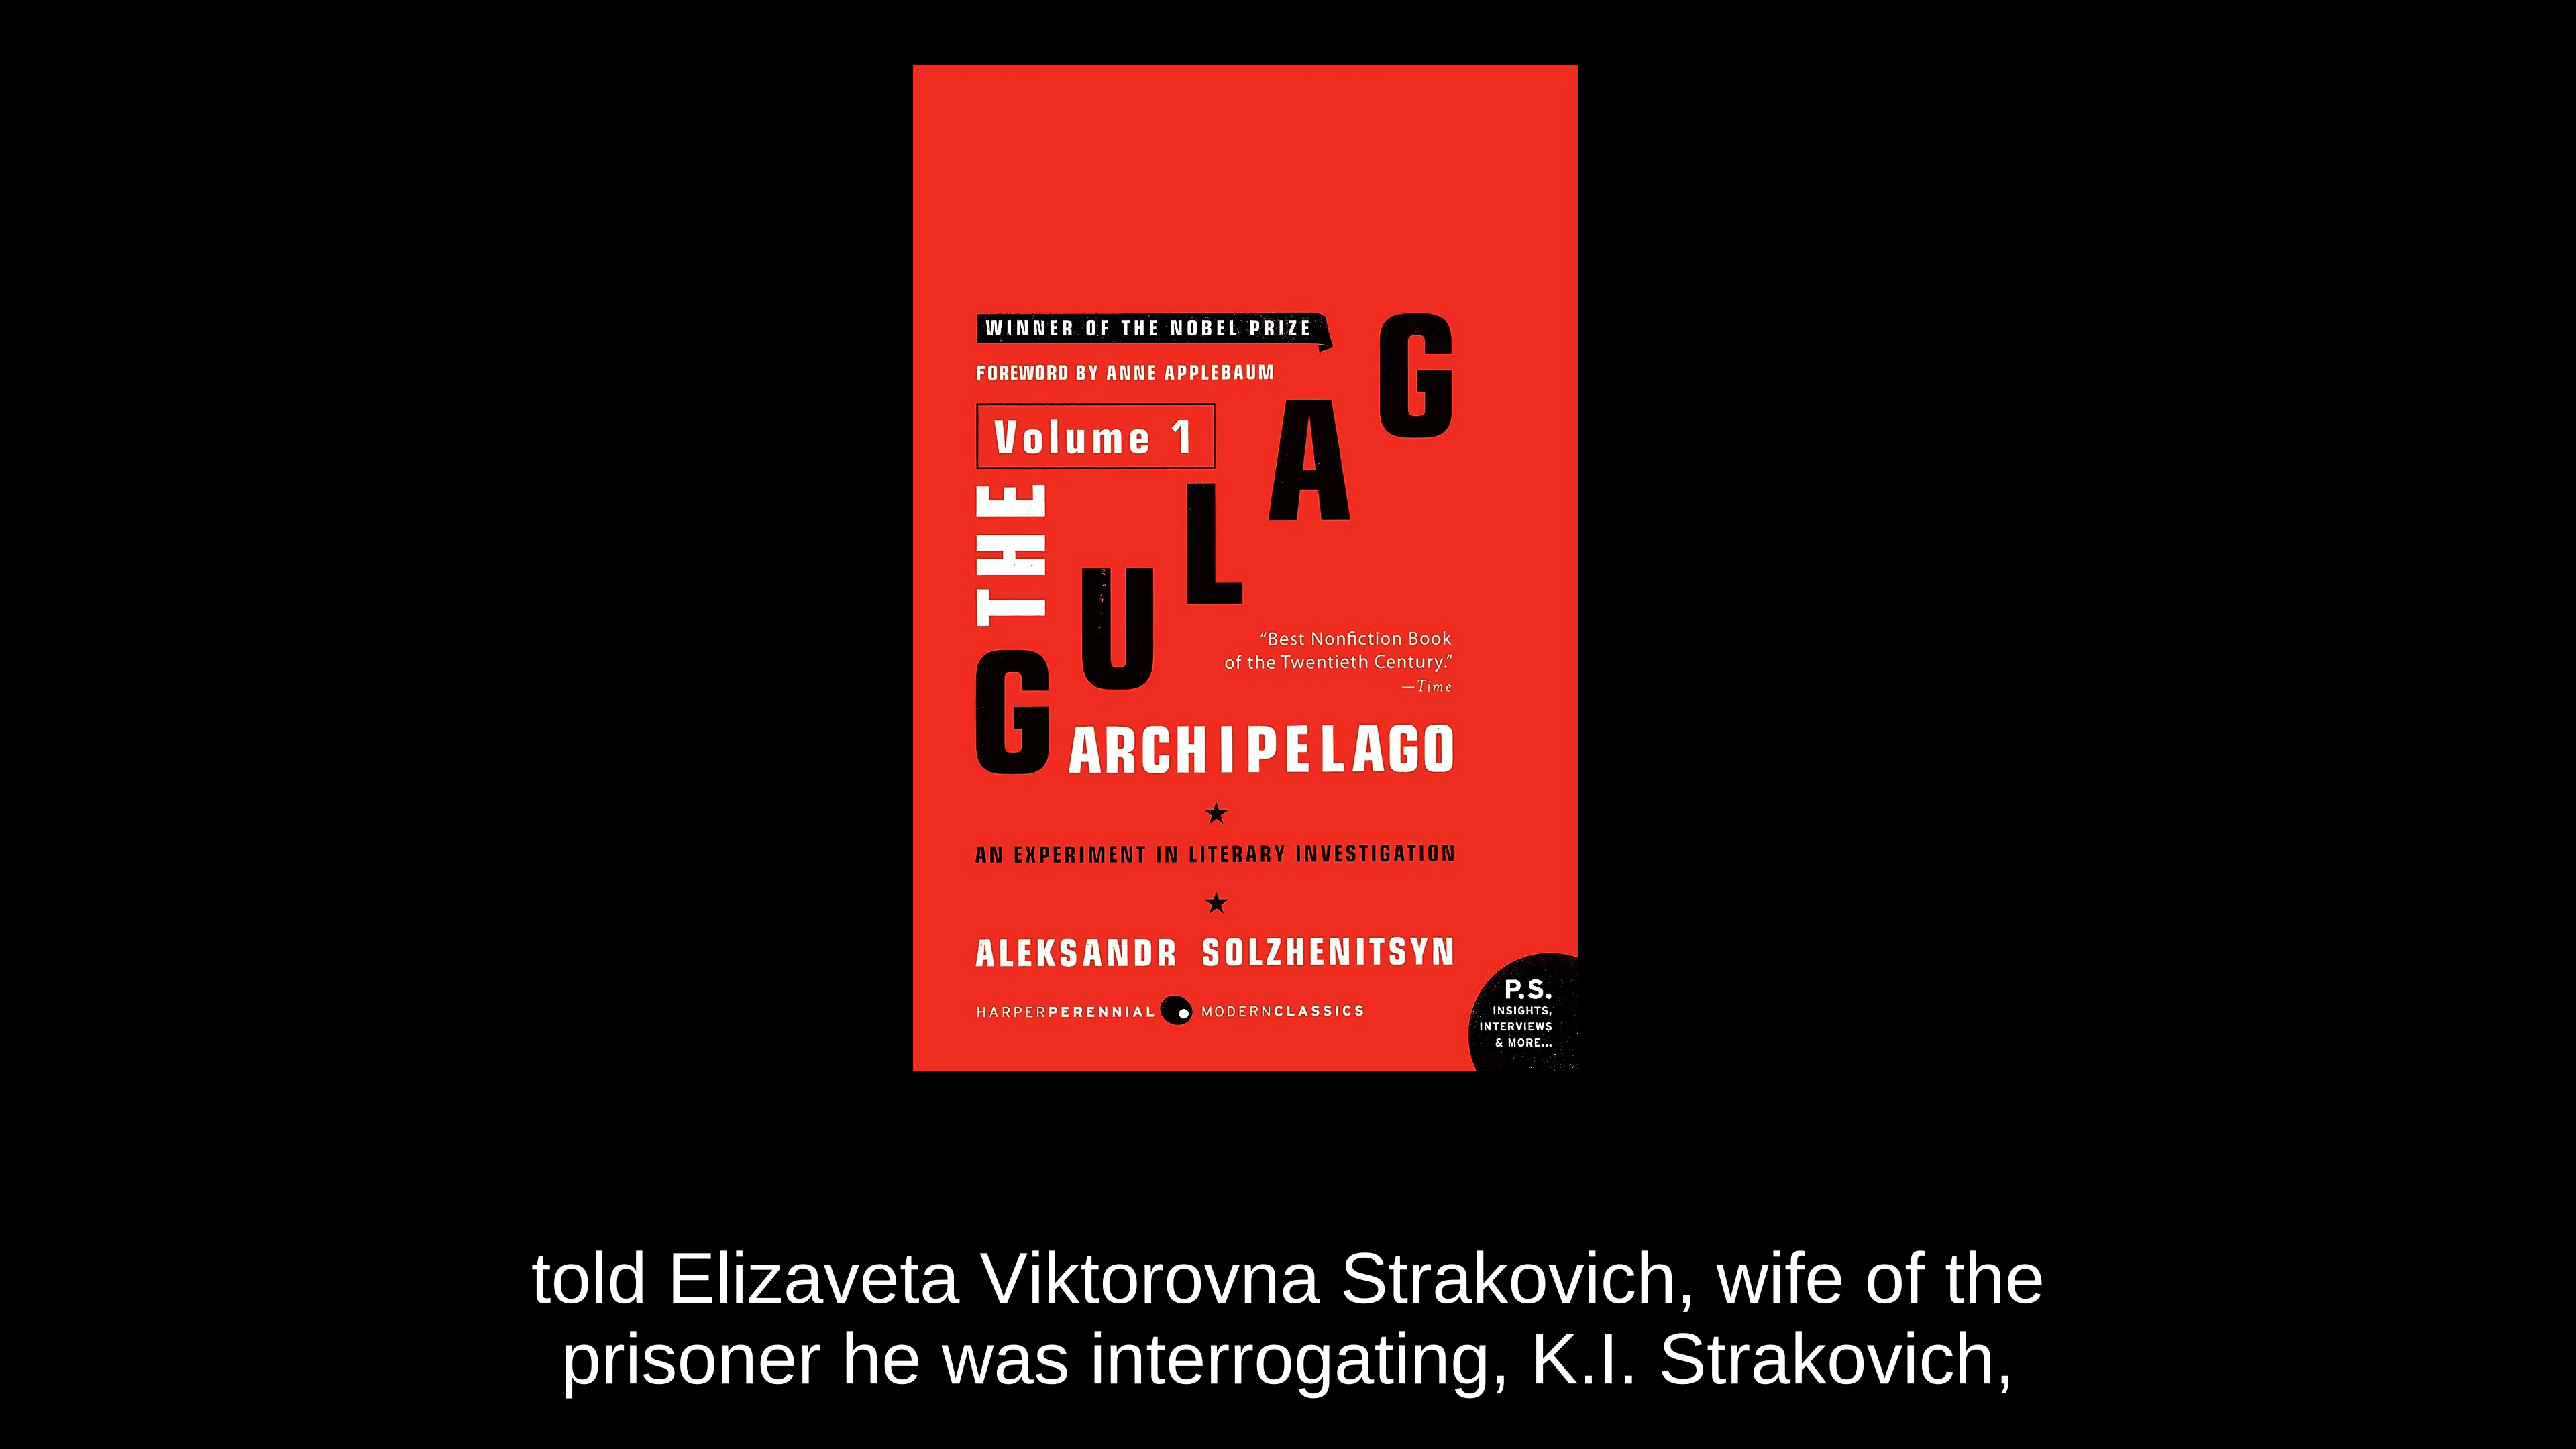 WINNER OF THE NOBEL PRIZE
FOREWORD BY ANNE APPLEBAUM
Volume 1
THE
GULAG
“Best Nonfiction Book
of the Twentieth Century.”
—Time
ARCHIPELAGO
AN EXPERIMENT IN LITERARY INVESTIGATION
ALEKSANDR SOLZHENITSYN
HARPERPERENNIAL MODERNCLASSICS
P.S.
INSIGHTS,
INTERVIEWS
& MORE...
told Elizaveta Viktorovna Strakovich, wife of the
prisoner he was interrogating, K.I. Strakovich,